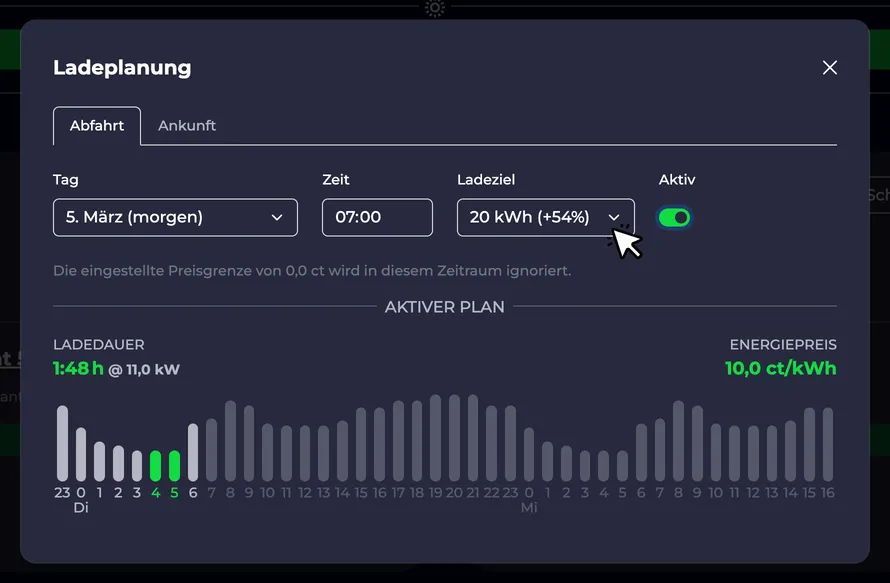 Ladeplanung
Abfahrt Ankunft
Tag Zeit Ladeziel Aktiv
5. März (morgen) 07:00 20 kWh (+54%)
Die eingestellte Preisgrenze von 0,0 ct wird in diesem Zeitraum ignoriert.
AKTIVER PLAN
LADEDAUER ENERGIEPREIS
1:48 h @ 11,0 kW 10,0 ct/kWh
23 0 1 2 3 4 5 6 7 8 9 10 11 12 13 14 15 16 17 18 19 20 21 22 23 0 1 2 3 4 5 6 7 8 9 10 11 12 13 14 15 16
Di Mi